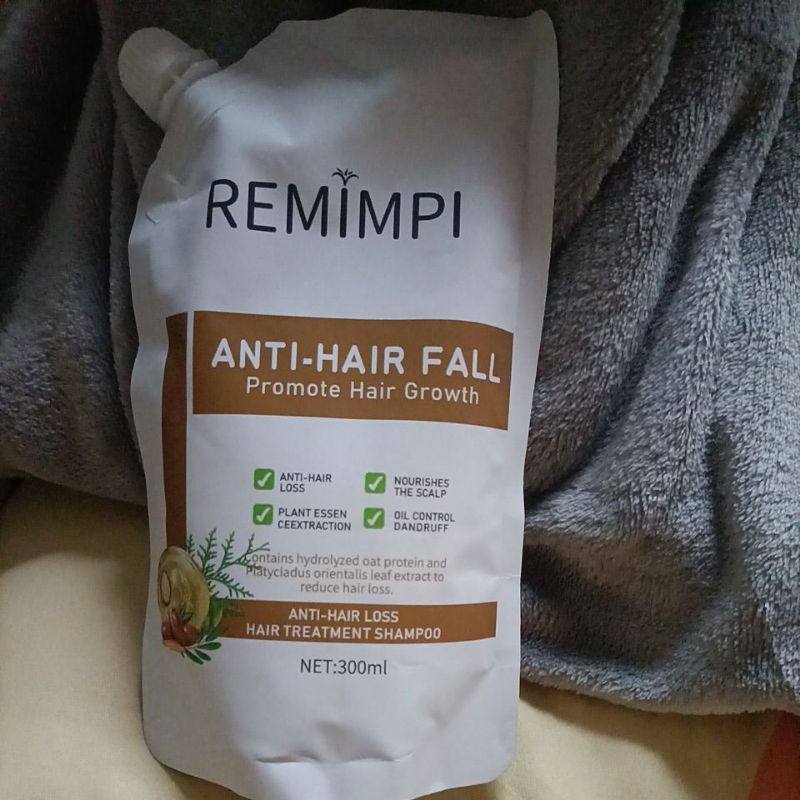 REMIMPI
ANTI-HAIR FALL
Promote Hair Growth
ANTI-HAIR
LOSS
NOURISHES
THE SCALP
PLANT ESSEN
CEEXTRACTION
OIL CONTROL
DANDRUFF
Contains hydrolyzed oat protein and
Platycladus orientalis leaf extract to
reduce hair loss.
ANTI-HAIR LOSS
HAIR TREATMENT SHAMPOO
NET:300ml